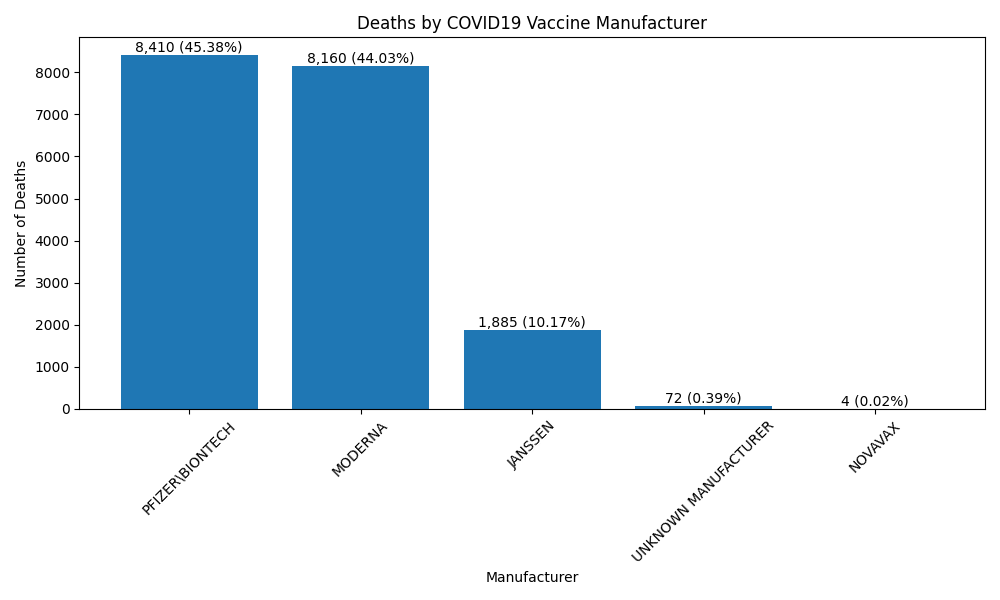 Deaths by COVID19 Vaccine Manufacturer
8,410 (45.38%)
8,160 (44.03%)
1,885 (10.17%)
72 (0.39%)
4 (0.02%)
8000
7000
6000
5000
4000
3000
2000
1000
0
Number of Deaths
PFIZER\BIONTECH
MODERNA
JANSSEN
UNKNOWN MANUFACTURER
NOVAVAX
Manufacturer